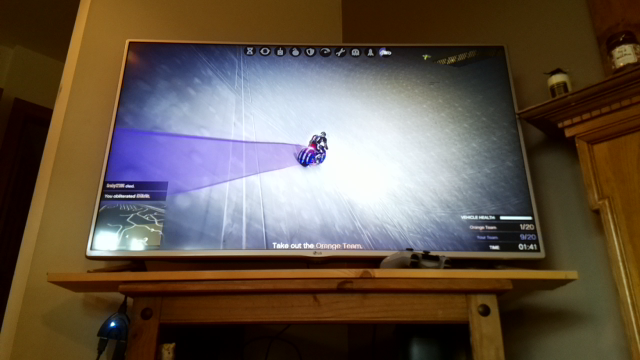 You obliterated
Take out the Orange Team.
VEHICLE HEALTH
Orange Team 1/20
Your Team 9/20
TIME 01:41
LG